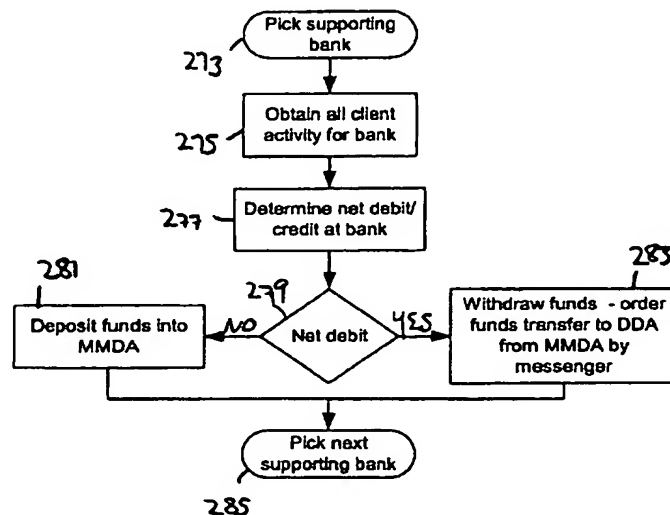 Pick supporting
bank
273
Obtain all client
activity for bank
275
Determine net debit/
credit at bank
277
281
279
283
Deposit funds into
MMDA
NO
Net debit
YES
Withdraw funds - order
funds transfer to DDA
from MMDA by
messenger
Pick next
supporting bank
285